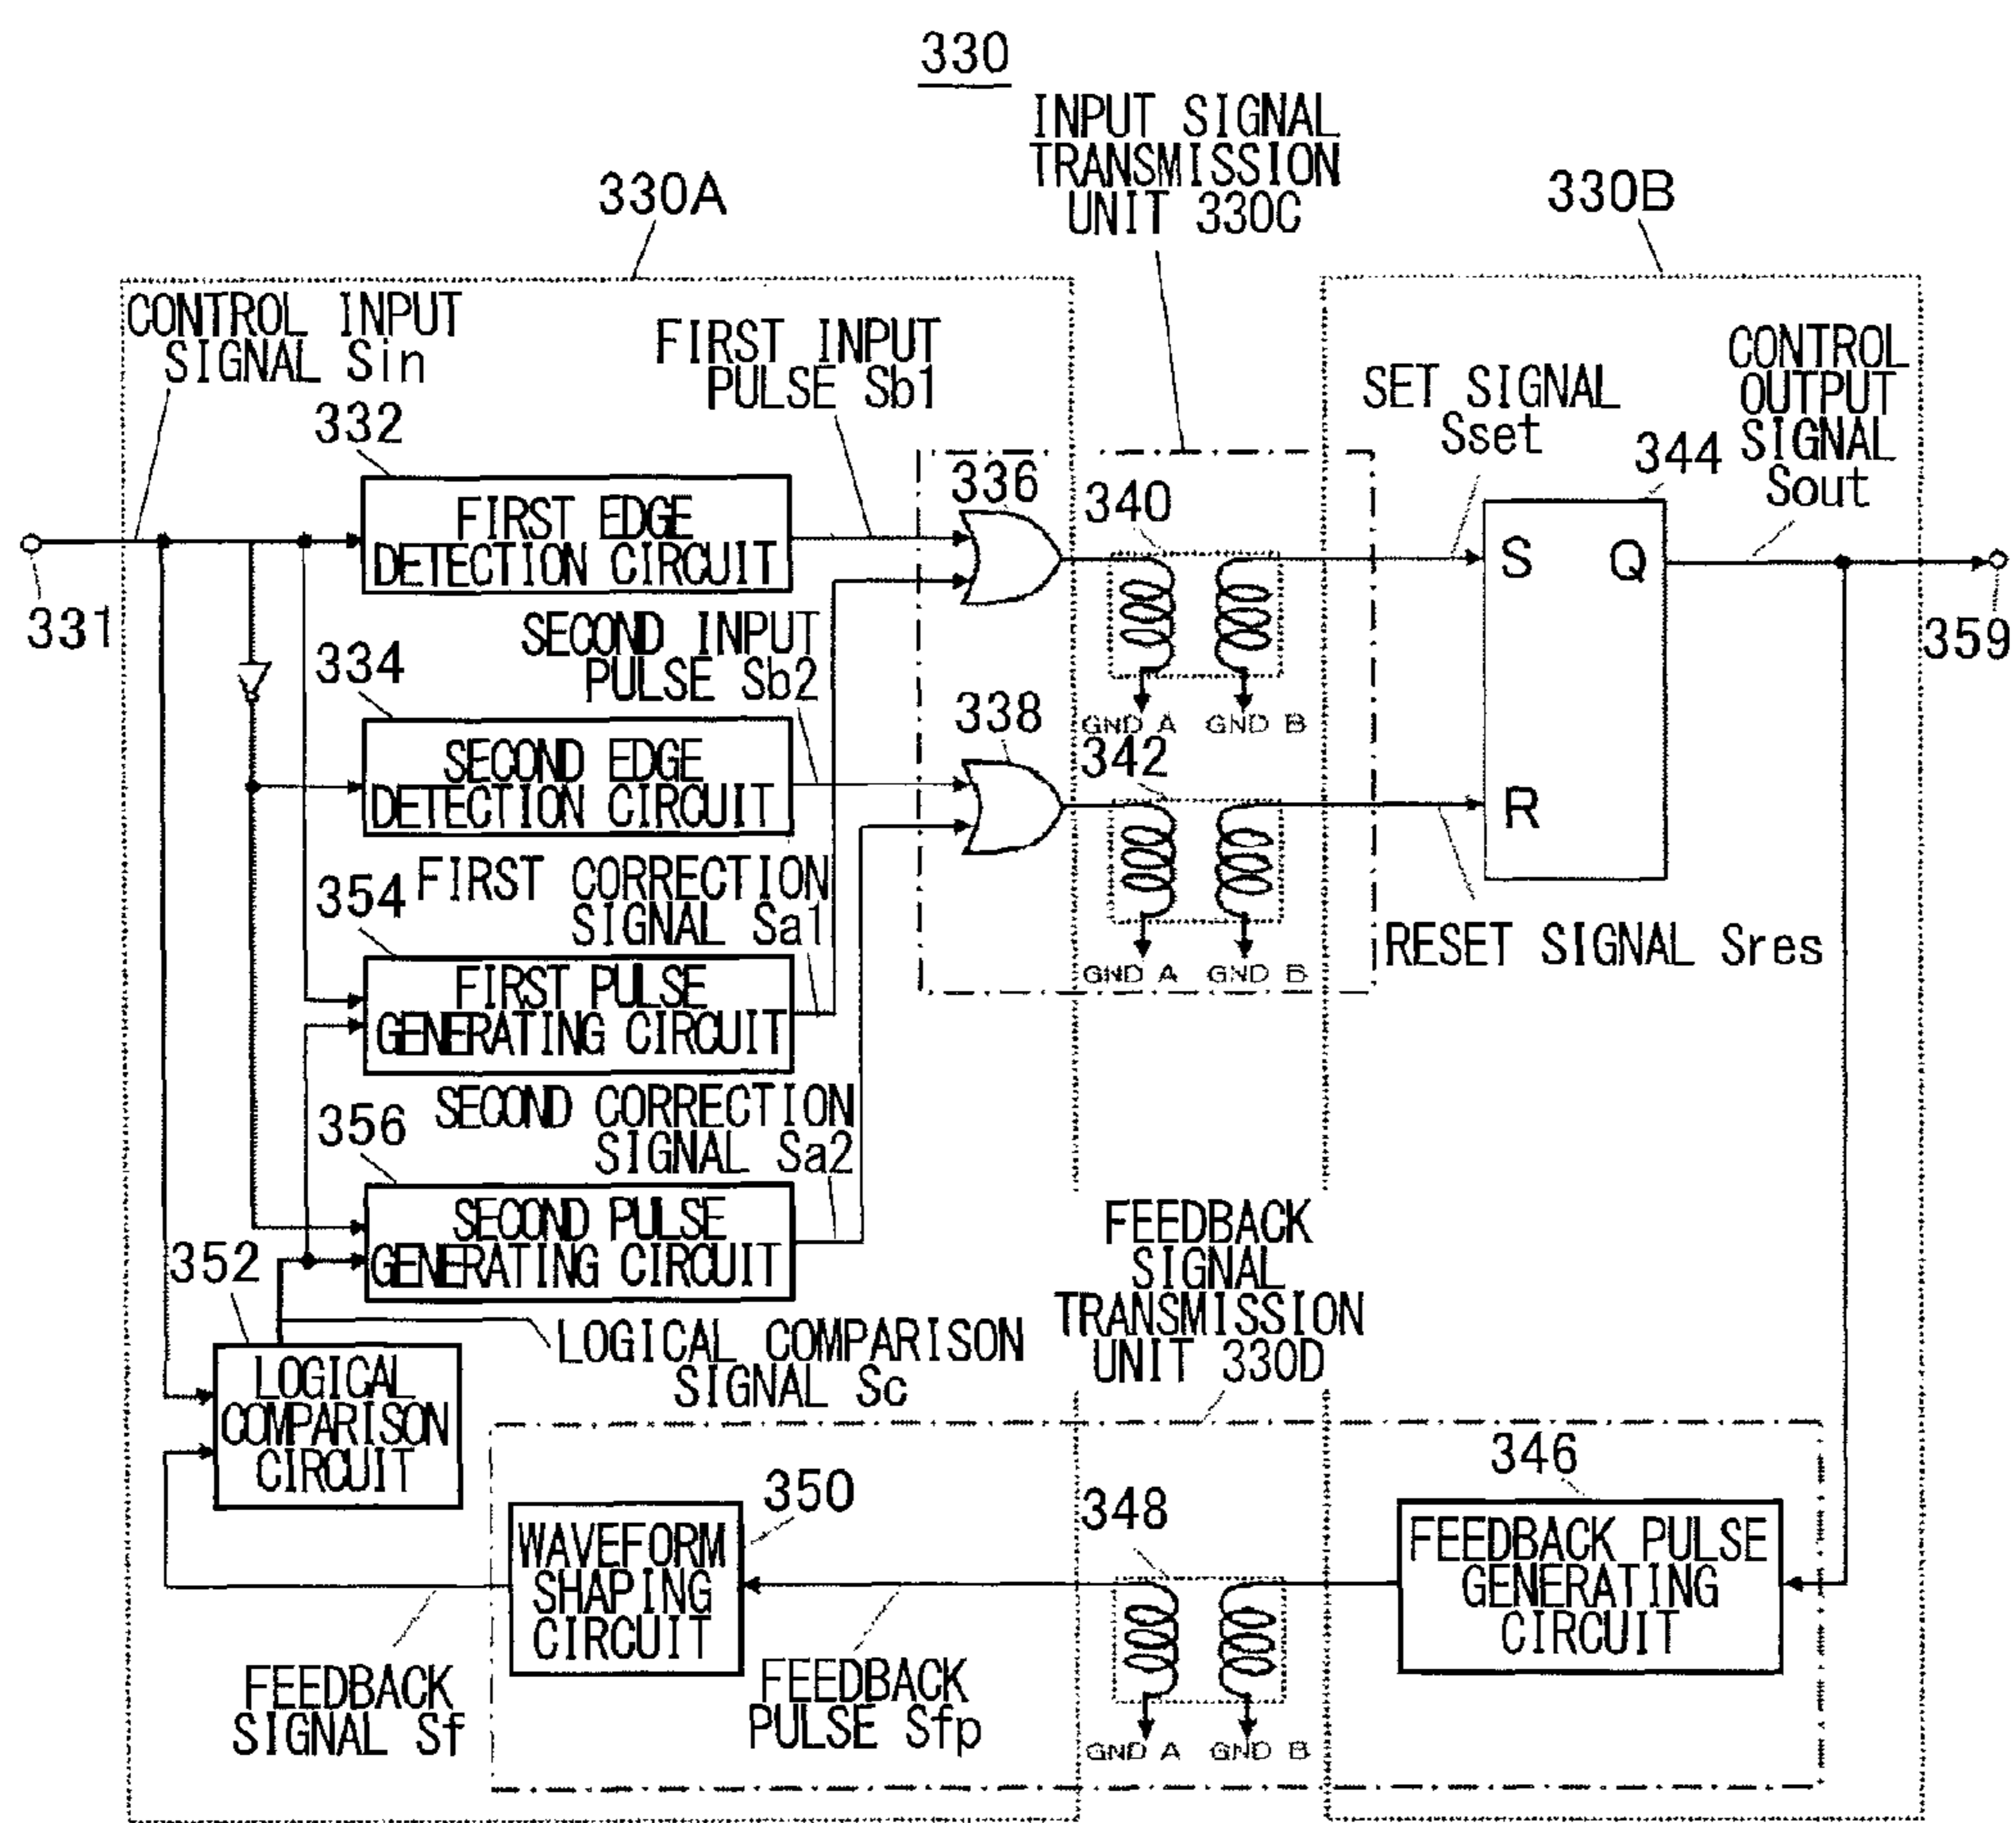 330
INPUT SIGNAL
TRANSMISSION
UNIT 330C
330A
330B
CONTROL INPUT
SIGNAL Sin
FIRST INPUT
PULSE Sb1
SET SIGNAL
Sset
CONTROL
OUTPUT
SIGNAL
Sout
332
FIRST EDGE
DETECTION CIRCUIT
336
340
344
S
Q
R
331
359
SECOND INPUT
PULSE Sb2
334
SECOND EDGE
DETECTION CIRCUIT
338
GND A
GND B
342
GND A
GND B
RESET SIGNAL Sres
FIRST CORRECTION
SIGNAL Sa1
354
FIRST PULSE
GENERATING CIRCUIT
SECOND CORRECTION
SIGNAL Sa2
356
SECOND PULSE
GENERATING CIRCUIT
352
LOGICAL
COMPARISON
CIRCUIT
LOGICAL COMPARISON
SIGNAL Sc
FEEDBACK
SIGNAL
TRANSMISSION
UNIT 330D
346
FEEDBACK PULSE
GENERATING
CIRCUIT
348
GND A
GND B
350
WAVEFORM
SHAPING
CIRCUIT
FEEDBACK
SIGNAL Sf
FEEDBACK
PULSE Sfp